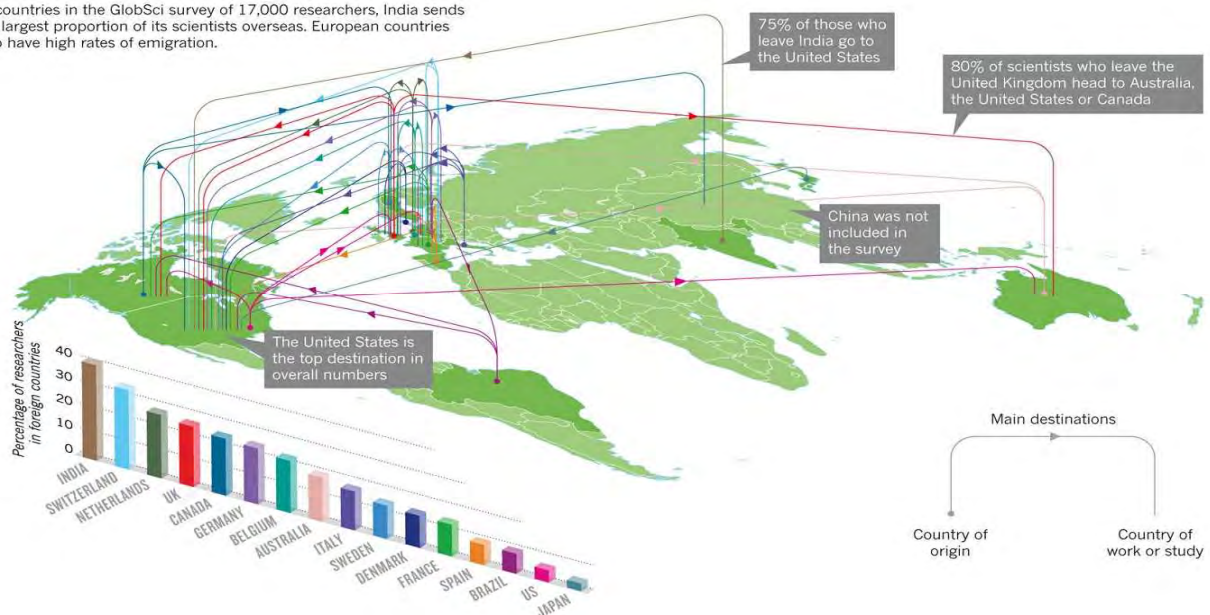 countries in the GlobSci survey of 17,000 researchers, India sends
largest proportion of its scientists overseas. European countries
have high rates of emigration.
75% of those who
leave India go to
the United States
80% of scientists who leave the
United Kingdom head to Australia,
the United States or Canada
China was not
included in
the survey
The United States is
the top destination in
overall numbers
Percentage of researchers
in foreign countries
40
30
20
10
0
INDIA
SWITZERLAND
NETHERLANDS
UK
CANADA
GERMANY
BELGIUM
AUSTRALIA
ITALY
SWEDEN
DENMARK
FRANCE
SPAIN
BRAZIL
US
JAPAN
Main destinations
Country of
origin
Country of
work or study